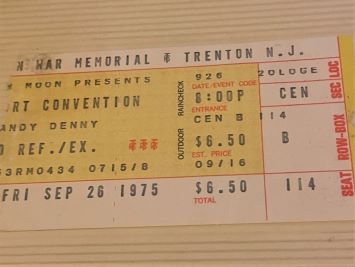 N WAR MEMORIAL TRENTON N.J.
MOON PRESENTS
RT CONVENTION
ANDY DENNY
REF./EX.
63RM0434 0715/8
FRI SEP 26 1975
OUTDOOR RAINCHECK
926
DATE/EVENT CODE
8:00P
ENTRANCE
CEN B
$6.50
EST. PRICE
09/16
$6.50
TOTAL
20LOGE
CEN
114
B
114
SEAT ROW-BOX SEC LOC